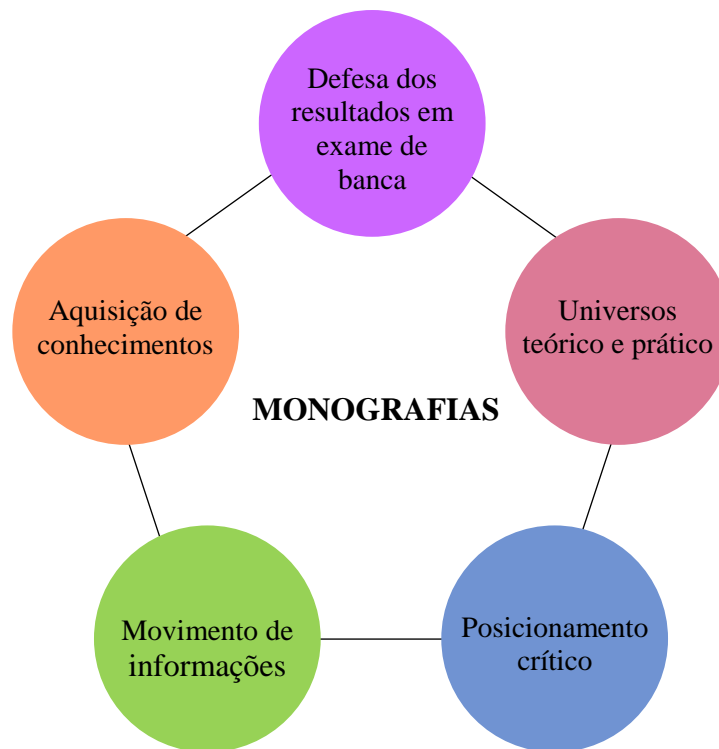 Defesa dos
resultados em
exame de
banca
Aquisição de
conhecimentos
Universos
teórico e prático
MONOGRAFIAS
Movimento de
informações
Posicionamento
crítico